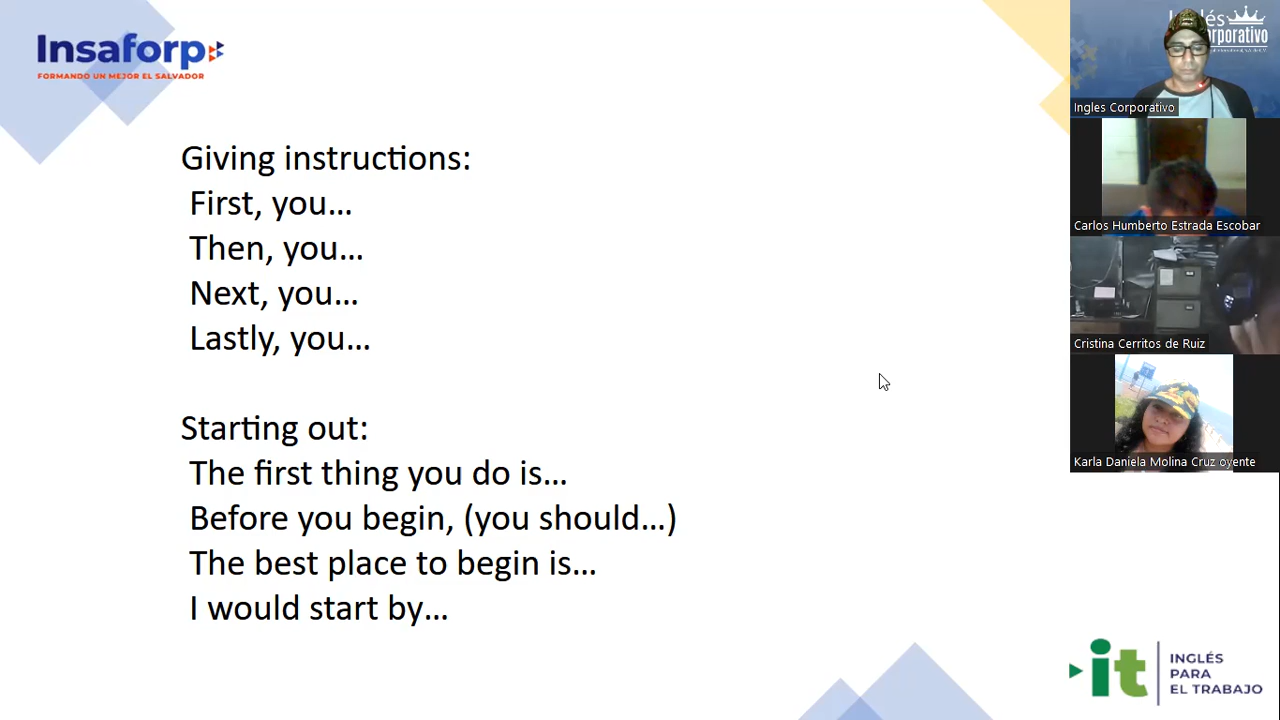 Insaforp
FORMANDO UN MEJOR EL SALVADOR
Giving instructions:
First, you...
Then, you...
Next, you...
Lastly, you...
Starting out:
The first thing you do is...
Before you begin, (you should...)
The best place to begin is...
I would start by...
Inglés
Corporativo
Ingles Corporativo
Carlos Humberto Estrada Escobar
Cristina Cerritos de Ruiz
Karla Daniela Molina Cruz oyente
it
INGLÉS
PARA
EL TRABAJO